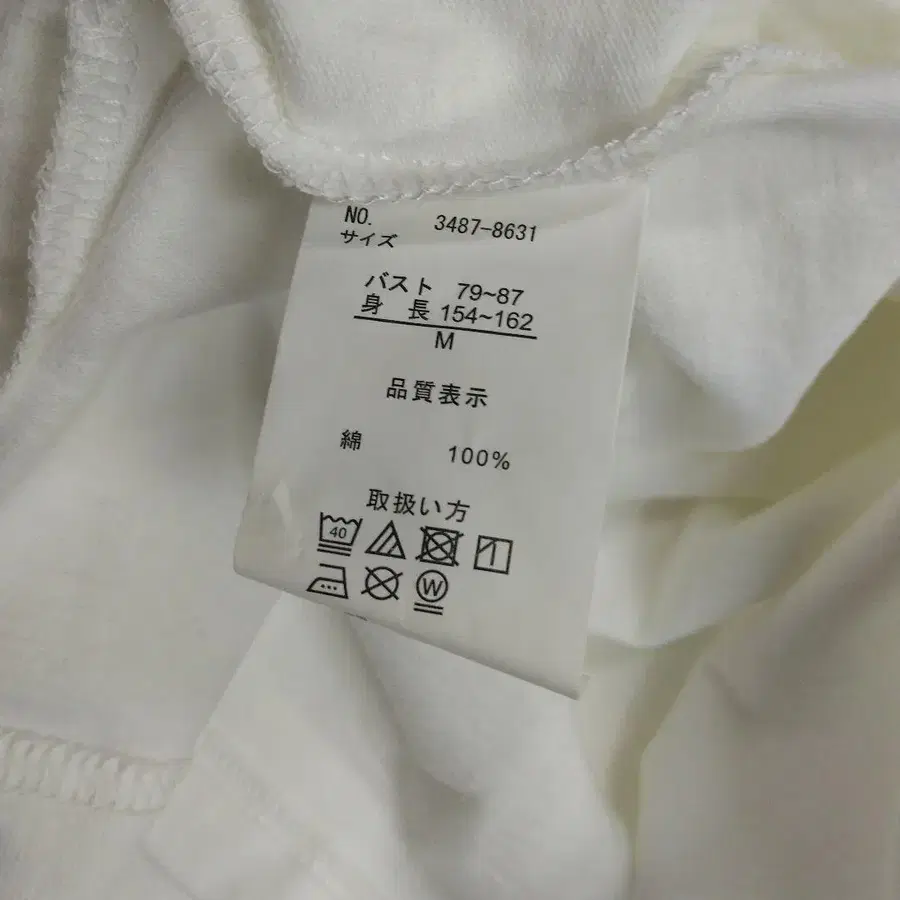 NO. 3487-8631
サイズ
バスト 79~87
身 長 154~162
M
品質表示
綿 100%
取扱い方
40
W